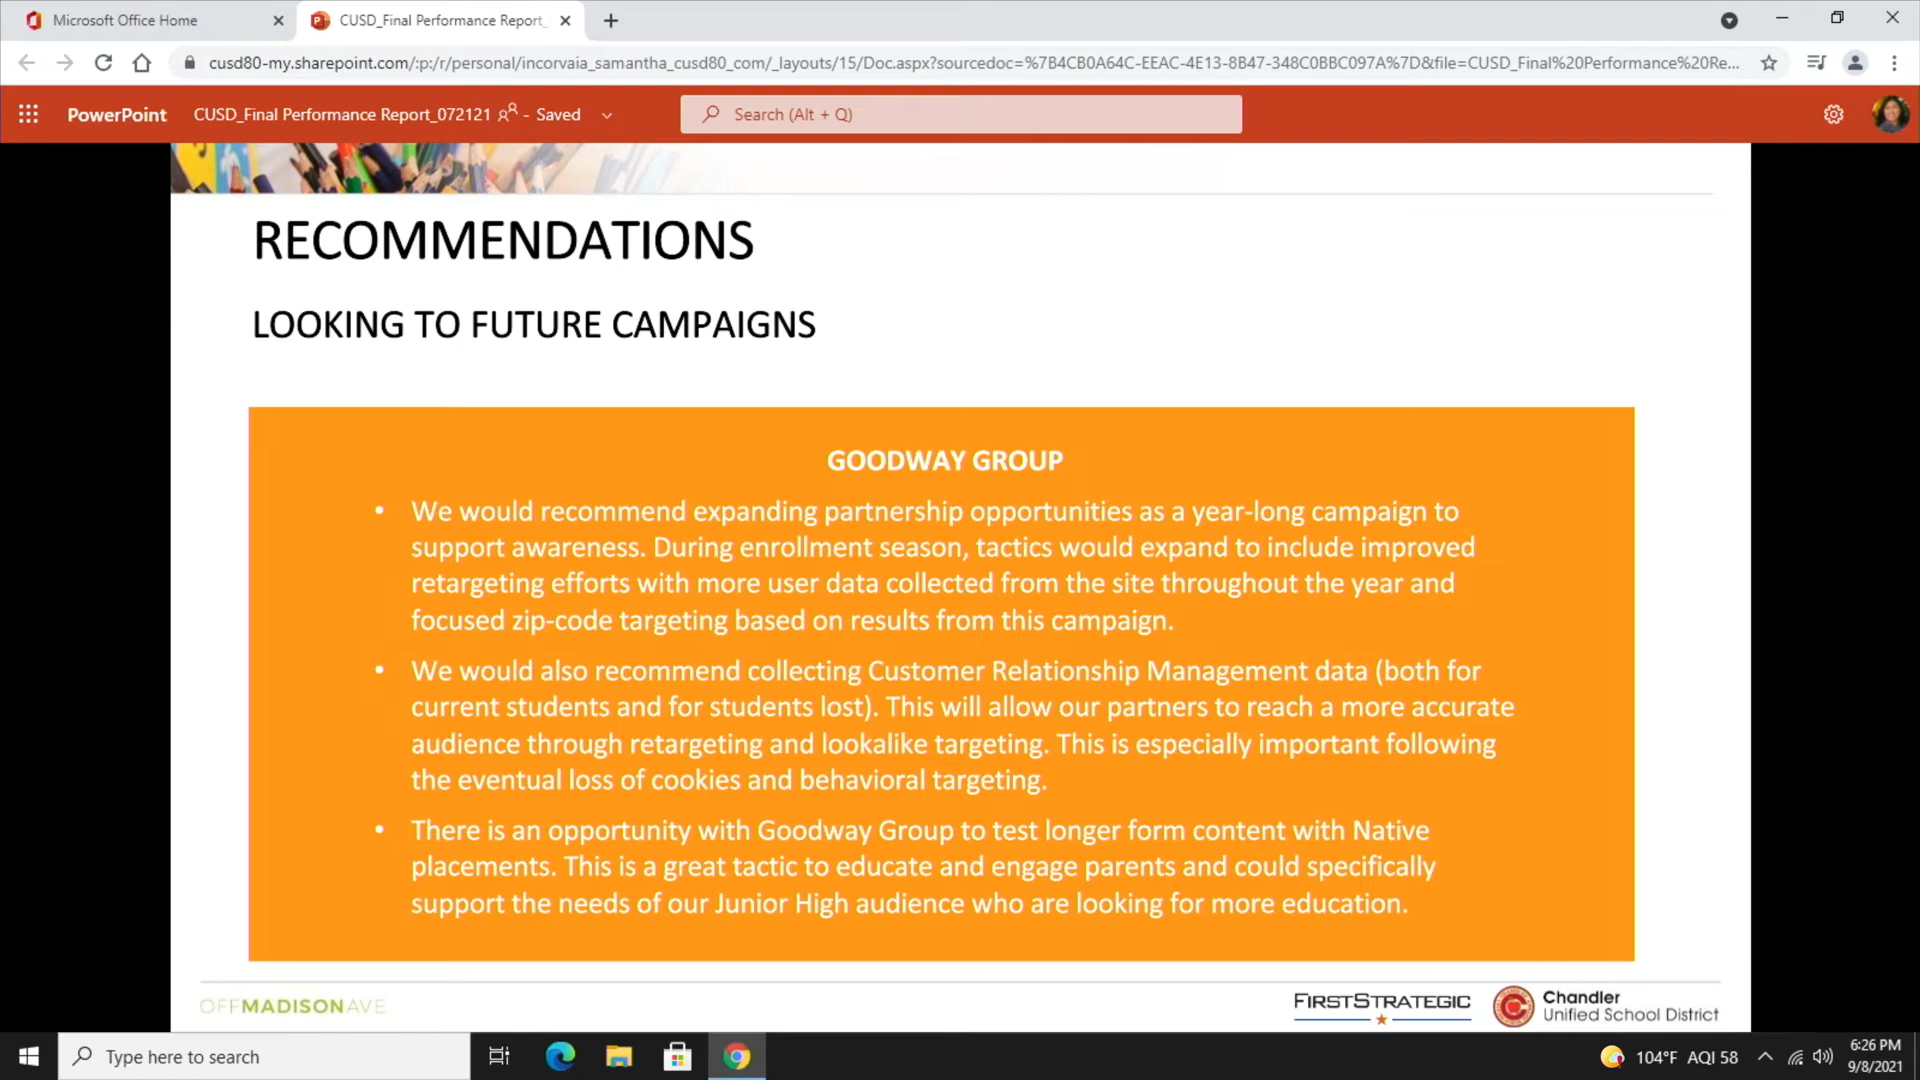 Microsoft Office Home
CUSD_Final Performance Report_
cusd80-my.sharepoint.com/:p:/r/personal/incorvaia_samantha_cusd80_com/_layouts/15/Doc.aspx?sourcedoc=%7B4CB0A64C-EEAC-4E13-8B47-348C0BBC097A%7D&file=CUSD_Final%20Performance%20Re...
PowerPoint CUSD_Final Performance Report_072121 - Saved
Search (Alt + Q)
RECOMMENDATIONS
LOOKING TO FUTURE CAMPAIGNS
GOODWAY GROUP
• We would recommend expanding partnership opportunities as a year-long campaign to
support awareness. During enrollment season, tactics would expand to include improved
retargeting efforts with more user data collected from the site throughout the year and
focused zip-code targeting based on results from this campaign.
• We would also recommend collecting Customer Relationship Management data (both for
current students and for students lost). This will allow our partners to reach a more accurate
audience through retargeting and lookalike targeting. This is especially important following
the eventual loss of cookies and behavioral targeting.
• There is an opportunity with Goodway Group to test longer form content with Native
placements. This is a great tactic to educate and engage parents and could specifically
support the needs of our Junior High audience who are looking for more education.
OFFMADISONAVE
FIRSTSTRATEGIC
Chandler
Unified School District
Type here to search
104°F AQI 58
6:26 PM
9/8/2021